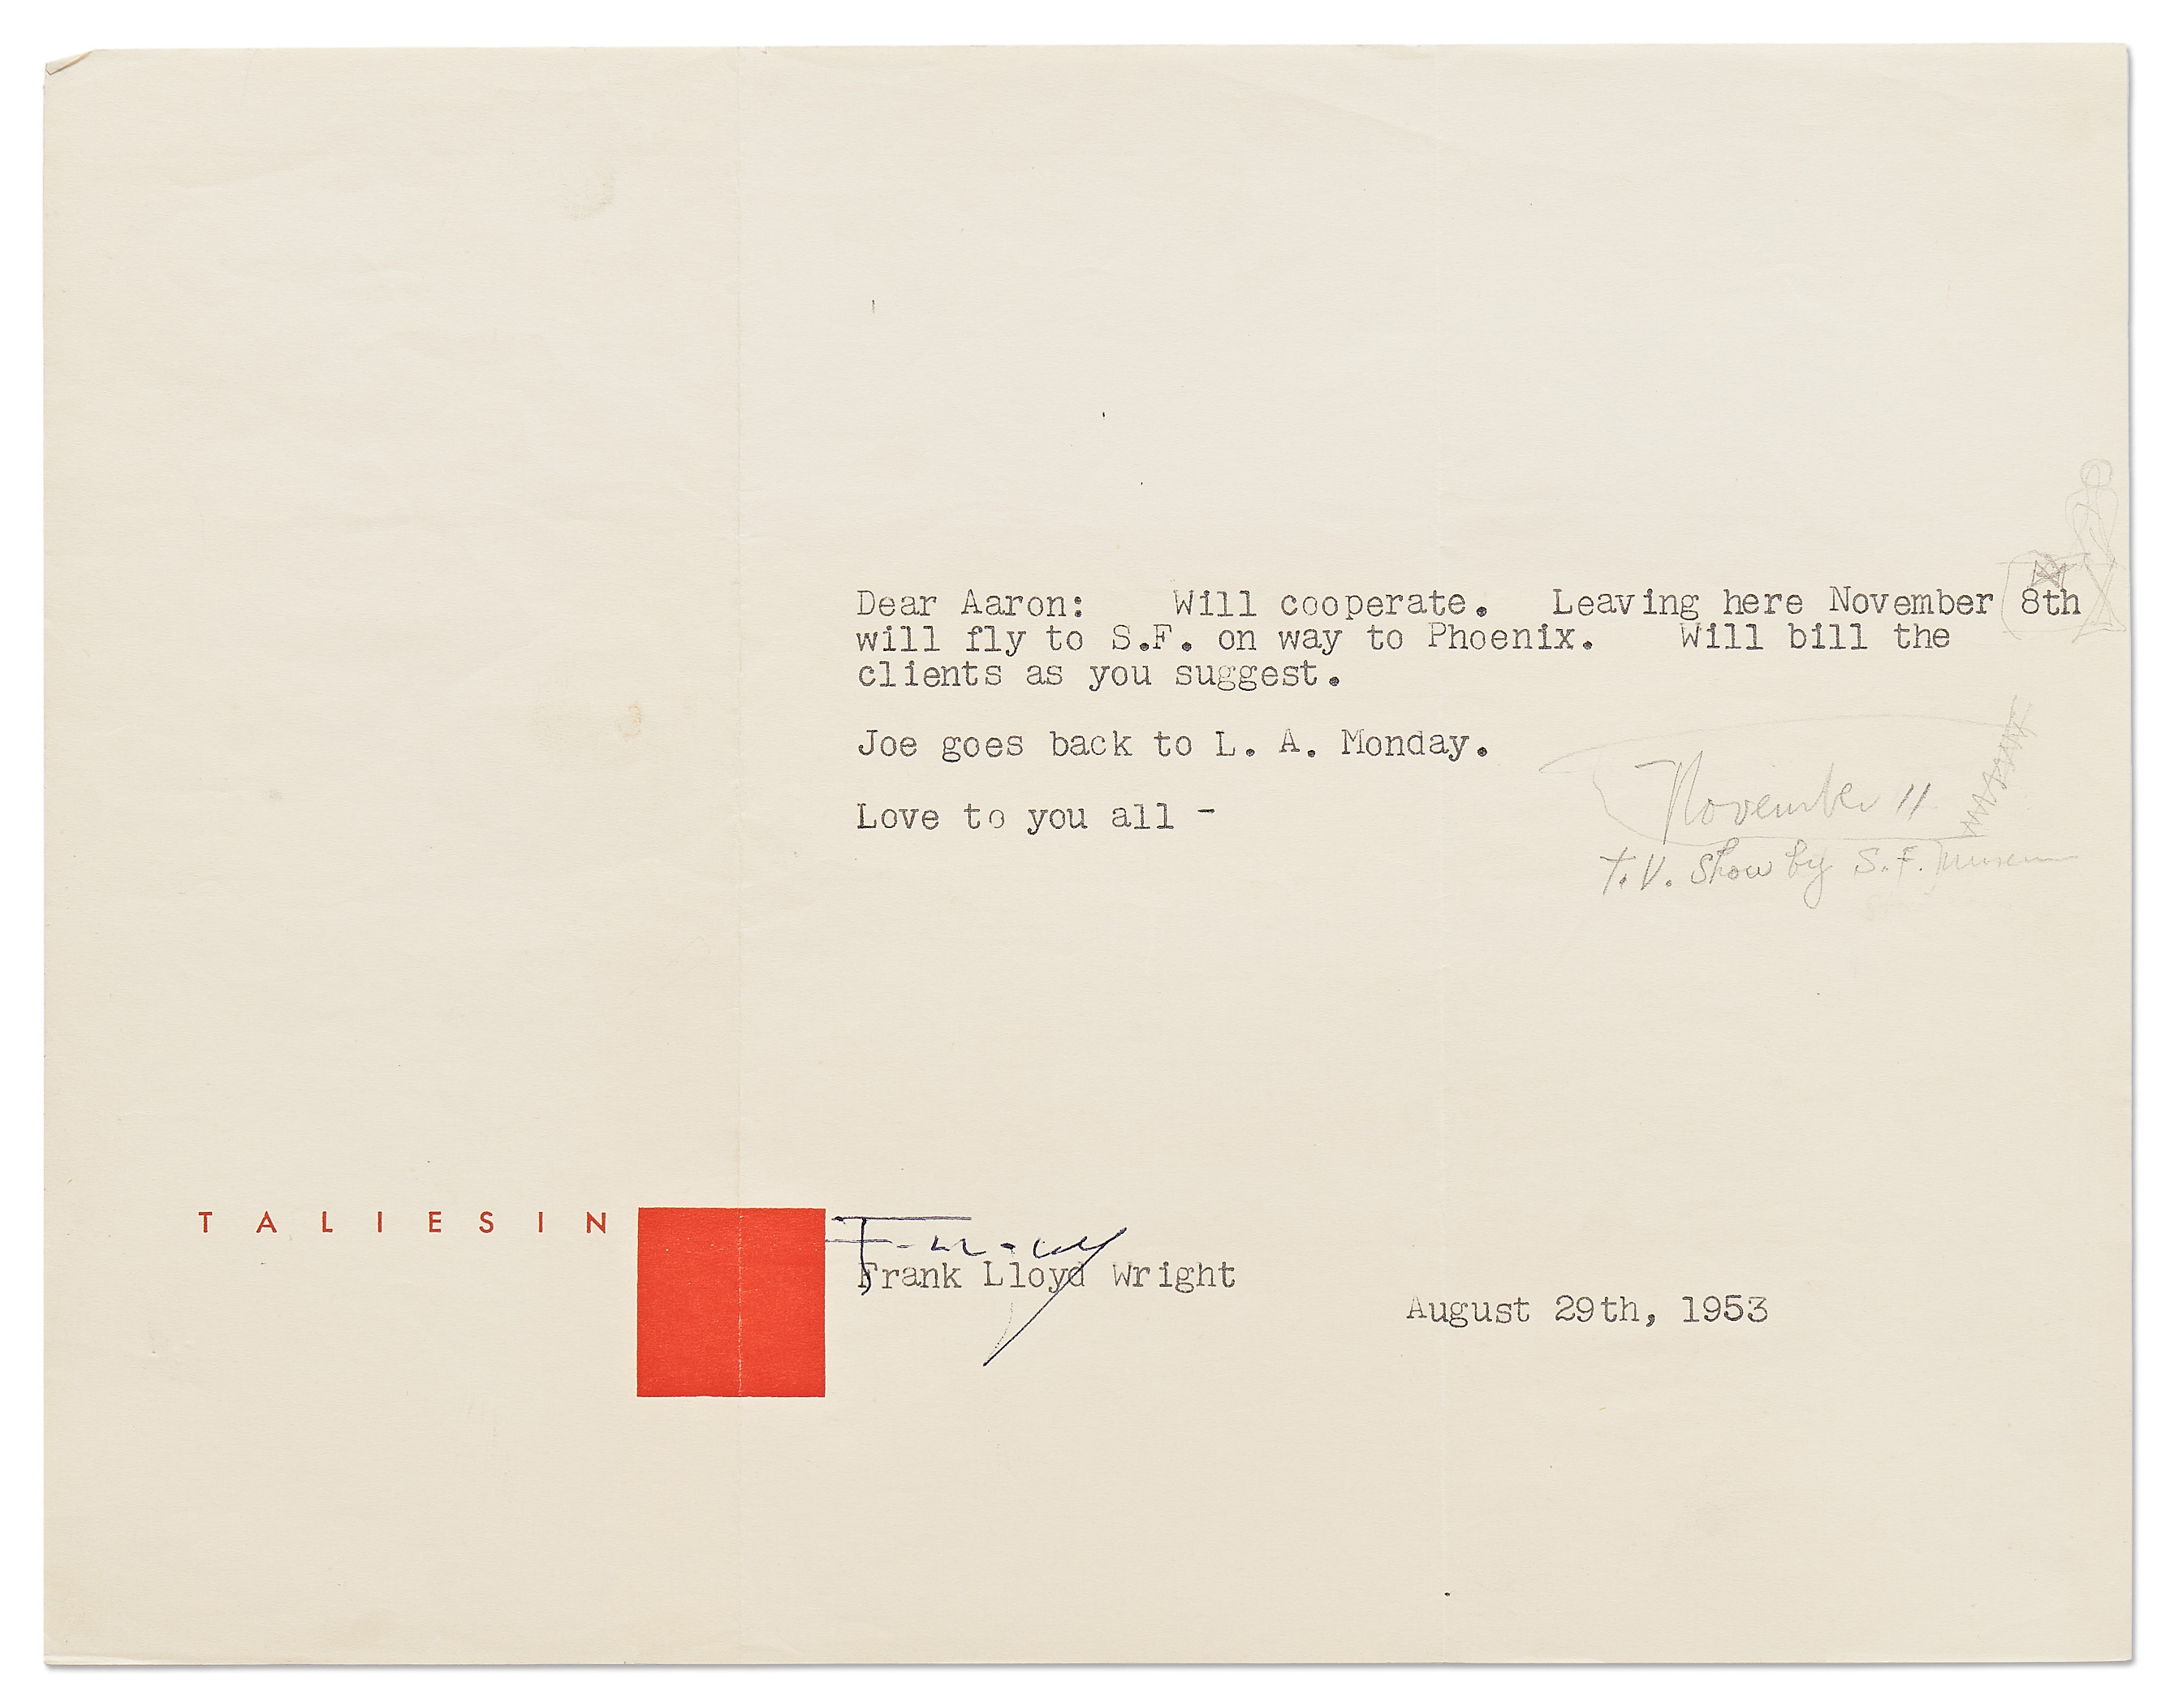 Dear Aaron: Will cooperate. Leaving here November 8th
will fly to S.F. on way to Phoenix. Will bill the
clients as you suggest.
Joe goes back to L. A. Monday.
Love to you all -
November 11
T.V. Show by S.F. Museum
TALIESIN
Frank Lloyd Wright
August 29th, 1953